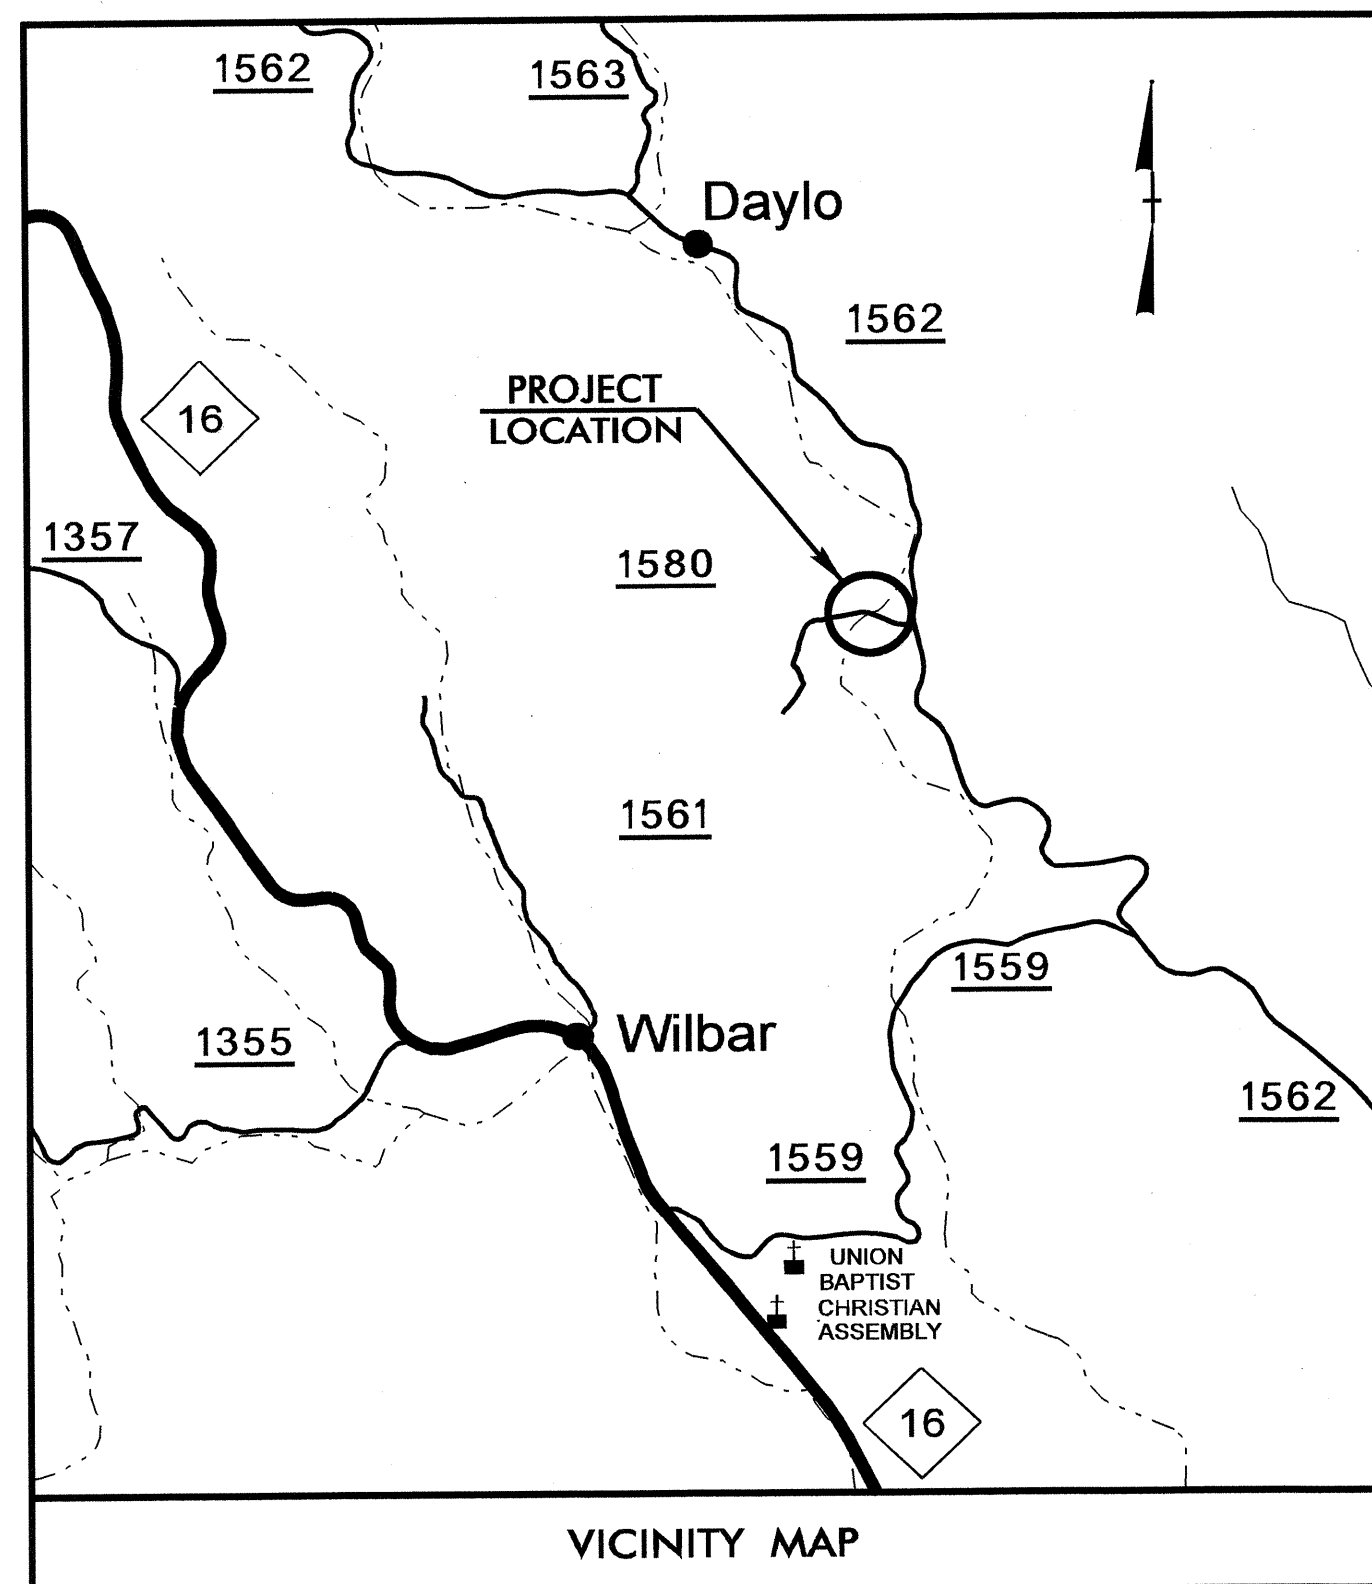 1562
1563
Daylo
1562
PROJECT
LOCATION
16
1357
1580
1561
1559
Wilbar
1355
1562
1559
UNION
BAPTIST
CHRISTIAN
ASSEMBLY
16
VICINITY MAP